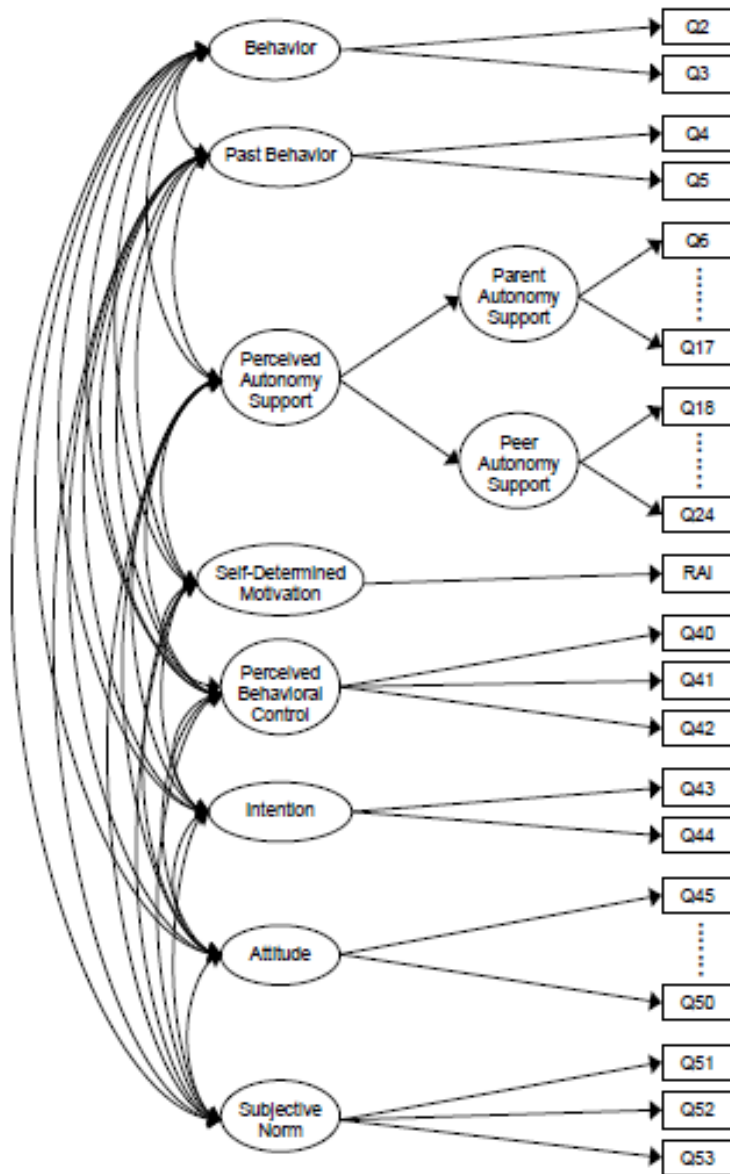 Behavior
Q2
Q3
Past Behavior
Q4
Q5
Perceived
Autonomy
Support
Parent
Autonomy
Support
Q6
Q17
Peer
Autonomy
Support
Q18
Q24
Self-Determined
Motivation
RAI
Perceived
Behavioral
Control
Q40
Q41
Q42
Intention
Q43
Q44
Attitude
Q45
Q50
Subjective
Norm
Q51
Q52
Q53